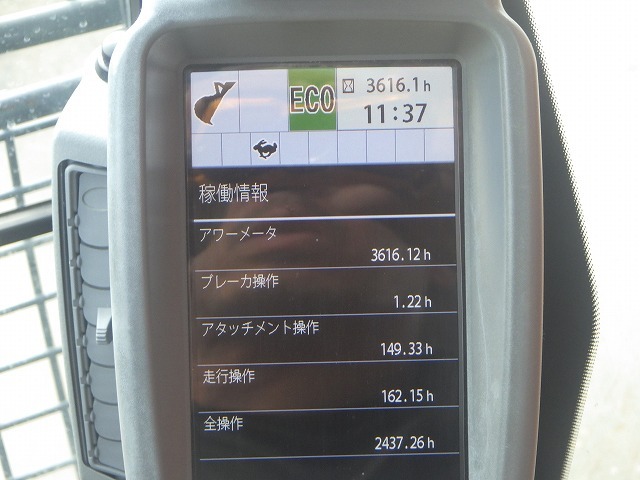 ECO
3616.1h
11:37
稼働情報
アワーメータ
3616.12 h
ブレーカ操作
1.22 h
アタッチメント操作
149.33 h
走行操作
162.15 h
全操作
2437.26 h